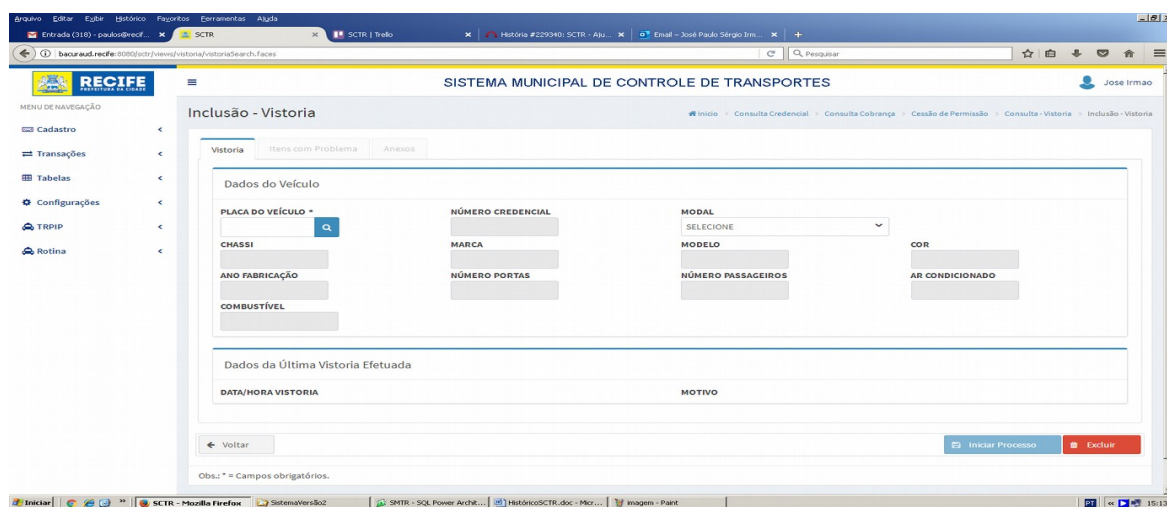 Arquivo Editar Exibir Histórico Favoritos Ferramentas Ajuda
Entrada (318) - paulos@recif... × SCTR × SCTR | Trello × História #229340: SCTR - Aju... × Email – José Paulo Sérgio Irm... × +
bacuraud.recife:8080/sctr/views/vistoria/vistoriaSearch.faces Pesquisar
RECIFE
PREFEITURA DA CIDADE
SISTEMA MUNICIPAL DE CONTROLE DE TRANSPORTES
Jose Irmao
MENU DE NAVEGAÇÃO
Cadastro
Transações
Tabelas
Configurações
TRPIP
Rotina
Inclusão - Vistoria
Inicio > Consulta Credencial > Consulta Cobrança > Cessão de Permissão > Consulta - Vistoria > Inclusão - Vistoria
Vistoria Itens com Problema Anexos
Dados do Veículo
PLACA DO VEÍCULO * NÚMERO CREDENCIAL MODAL
SELECIONE
CHASSI MARCA MODELO COR
ANO FABRICAÇÃO NÚMERO PORTAS NÚMERO PASSAGEIROS AR CONDICIONADO
COMBUSTÍVEL
Dados da Última Vistoria Efetuada
DATA/HORA VISTORIA MOTIVO
Voltar Iniciar Processo Excluir
Obs.: * = Campos obrigatórios.
Iniciar » SCTR - Mozilla Firefox SistemaVersão2 SMTR - SQL Power Archit... HistóricoSCTR.doc - Micr... imagem - Paint PT « 15:13